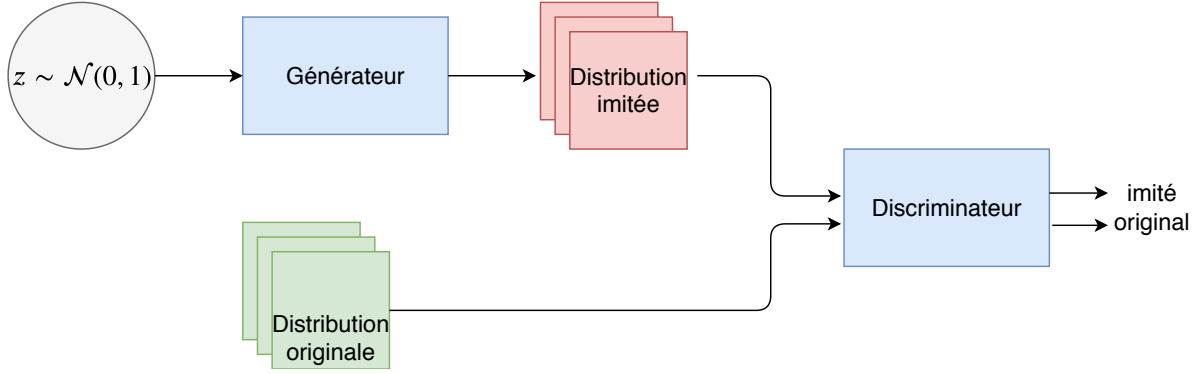 z ∼ 𝒩(0, 1)
Générateur
Distribution
imitée
Discriminateur
imité
original
Distribution
originale